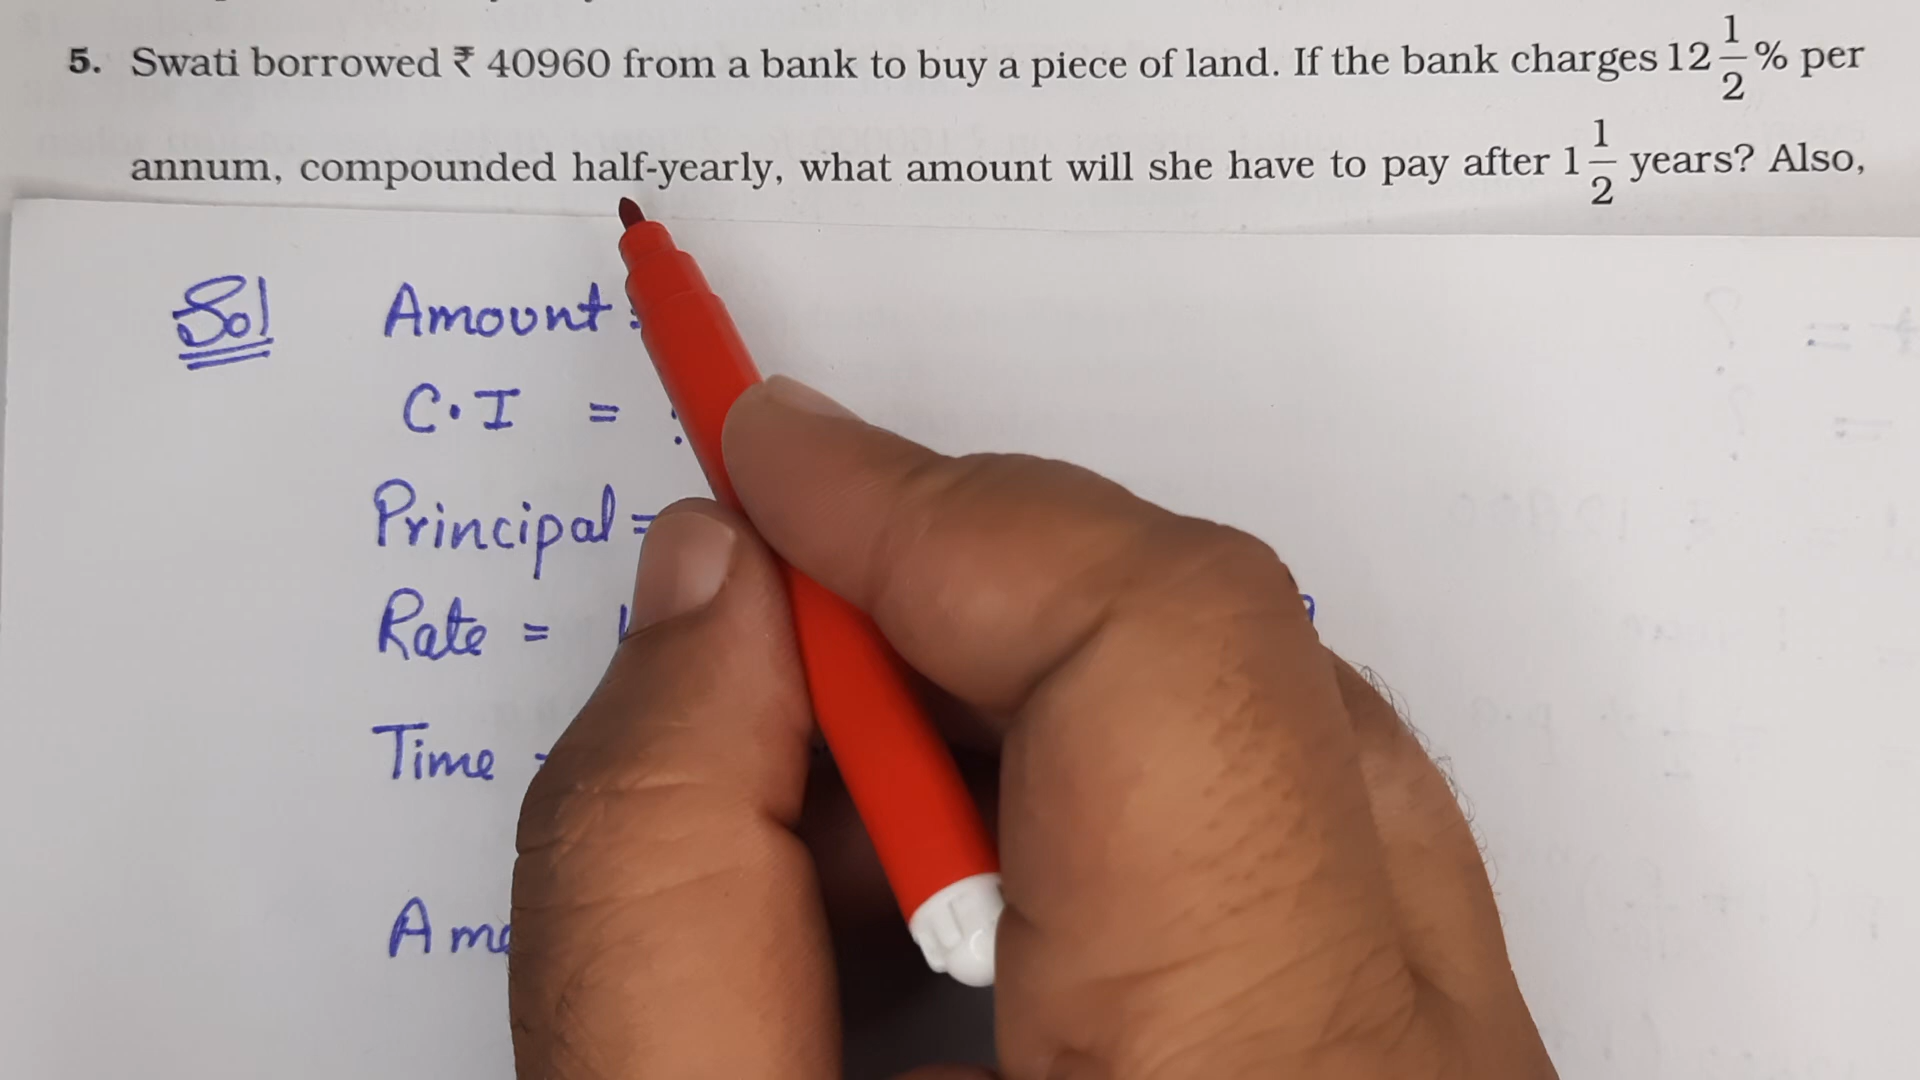 5. Swati borrowed ₹ 40960 from a bank to buy a piece of land. If the bank charges 12 1/2 % per
annum, compounded half-yearly, what amount will she have to pay after 1 1/2 years? Also,
Sol Amount
C.I =
Principal =
Rate =
Time